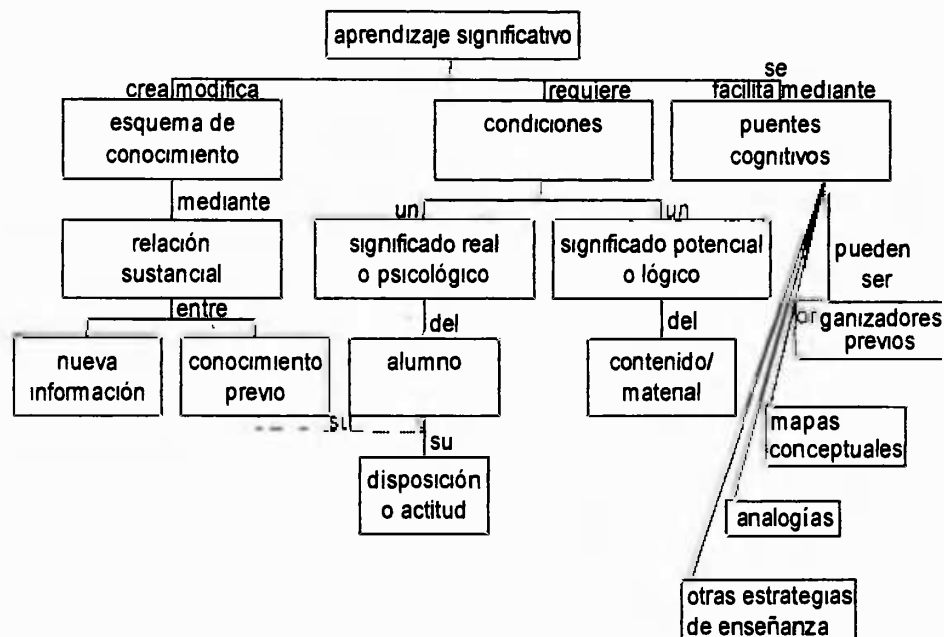 aprendizaje significativo
crea modifica
requiere
se
facilita mediante
esquema de
conocimiento
condiciones
puentes
cognitivos
mediante
un
un
relación
sustancial
significado real
o psicológico
significado potencial
o lógico
pueden
ser
entre
del
del
organizadores
previos
nueva
información
conocimiento
previo
alumno
contenido/
material
su
su
mapas
conceptuales
disposición
o actitud
analogías
otras estrategias
de enseñanza